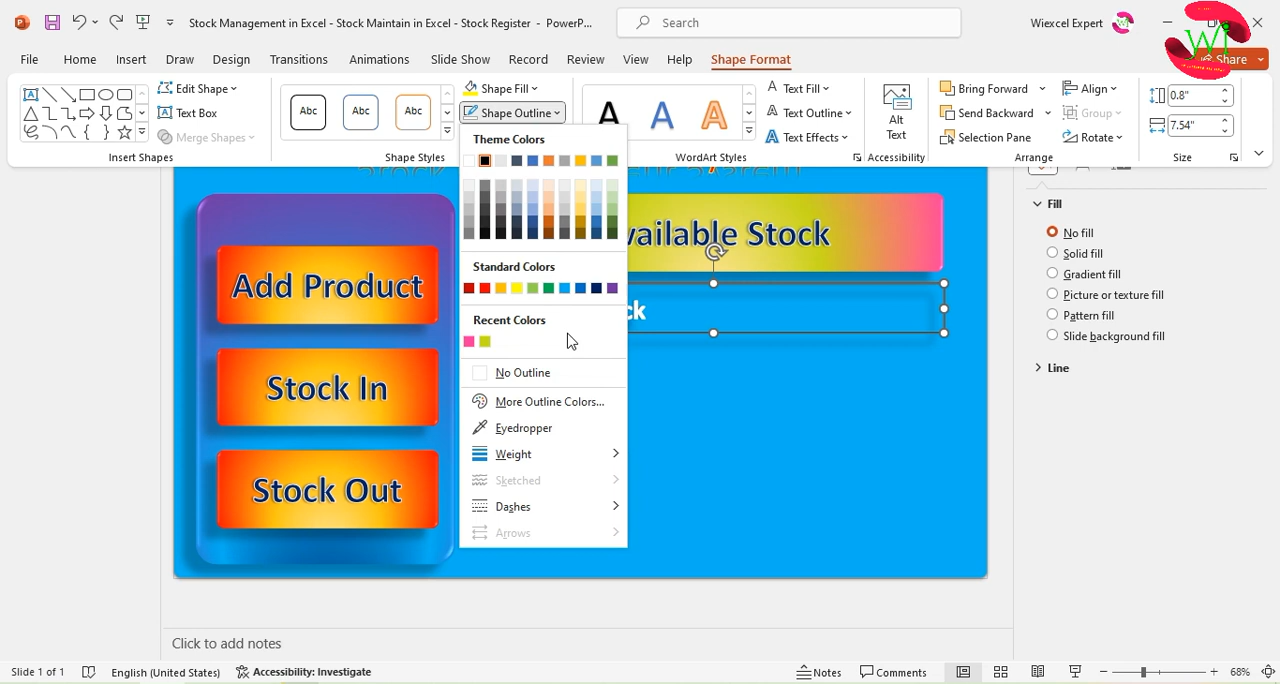 Stock Management in Excel - Stock Maintain in Excel - Stock Register - PowerP...
Search
Wiexcel Expert
Wi
File Home Insert Draw Design Transitions Animations Slide Show Record Review View Help Shape Format
Share
Edit Shape
Text Box
Merge Shapes
Insert Shapes
Abc Abc Abc
Shape Styles
Shape Fill
Shape Outline
A A A
WordArt Styles
Text Fill
Text Outline
Text Effects
Alt
Text
Accessibility
Bring Forward
Send Backward
Selection Pane
Align
Group
Rotate
Arrange
0.8"
7.54"
Size
Theme Colors
Standard Colors
Recent Colors
No Outline
More Outline Colors...
Eyedropper
Weight
Sketched
Dashes
Arrows
Add Product
Stock In
Stock Out
vailable Stock
ck
Fill
No fill
Solid fill
Gradient fill
Picture or texture fill
Pattern fill
Slide background fill
Line
Click to add notes
Slide 1 of 1
English (United States)
Accessibility: Investigate
Notes
Comments
68%